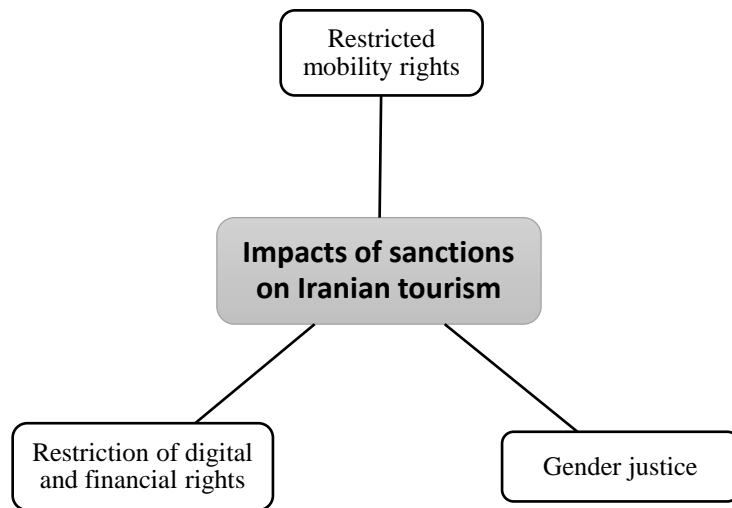 Restricted
mobility rights
Impacts of sanctions
on Iranian tourism
Restriction of digital
and financial rights
Gender justice